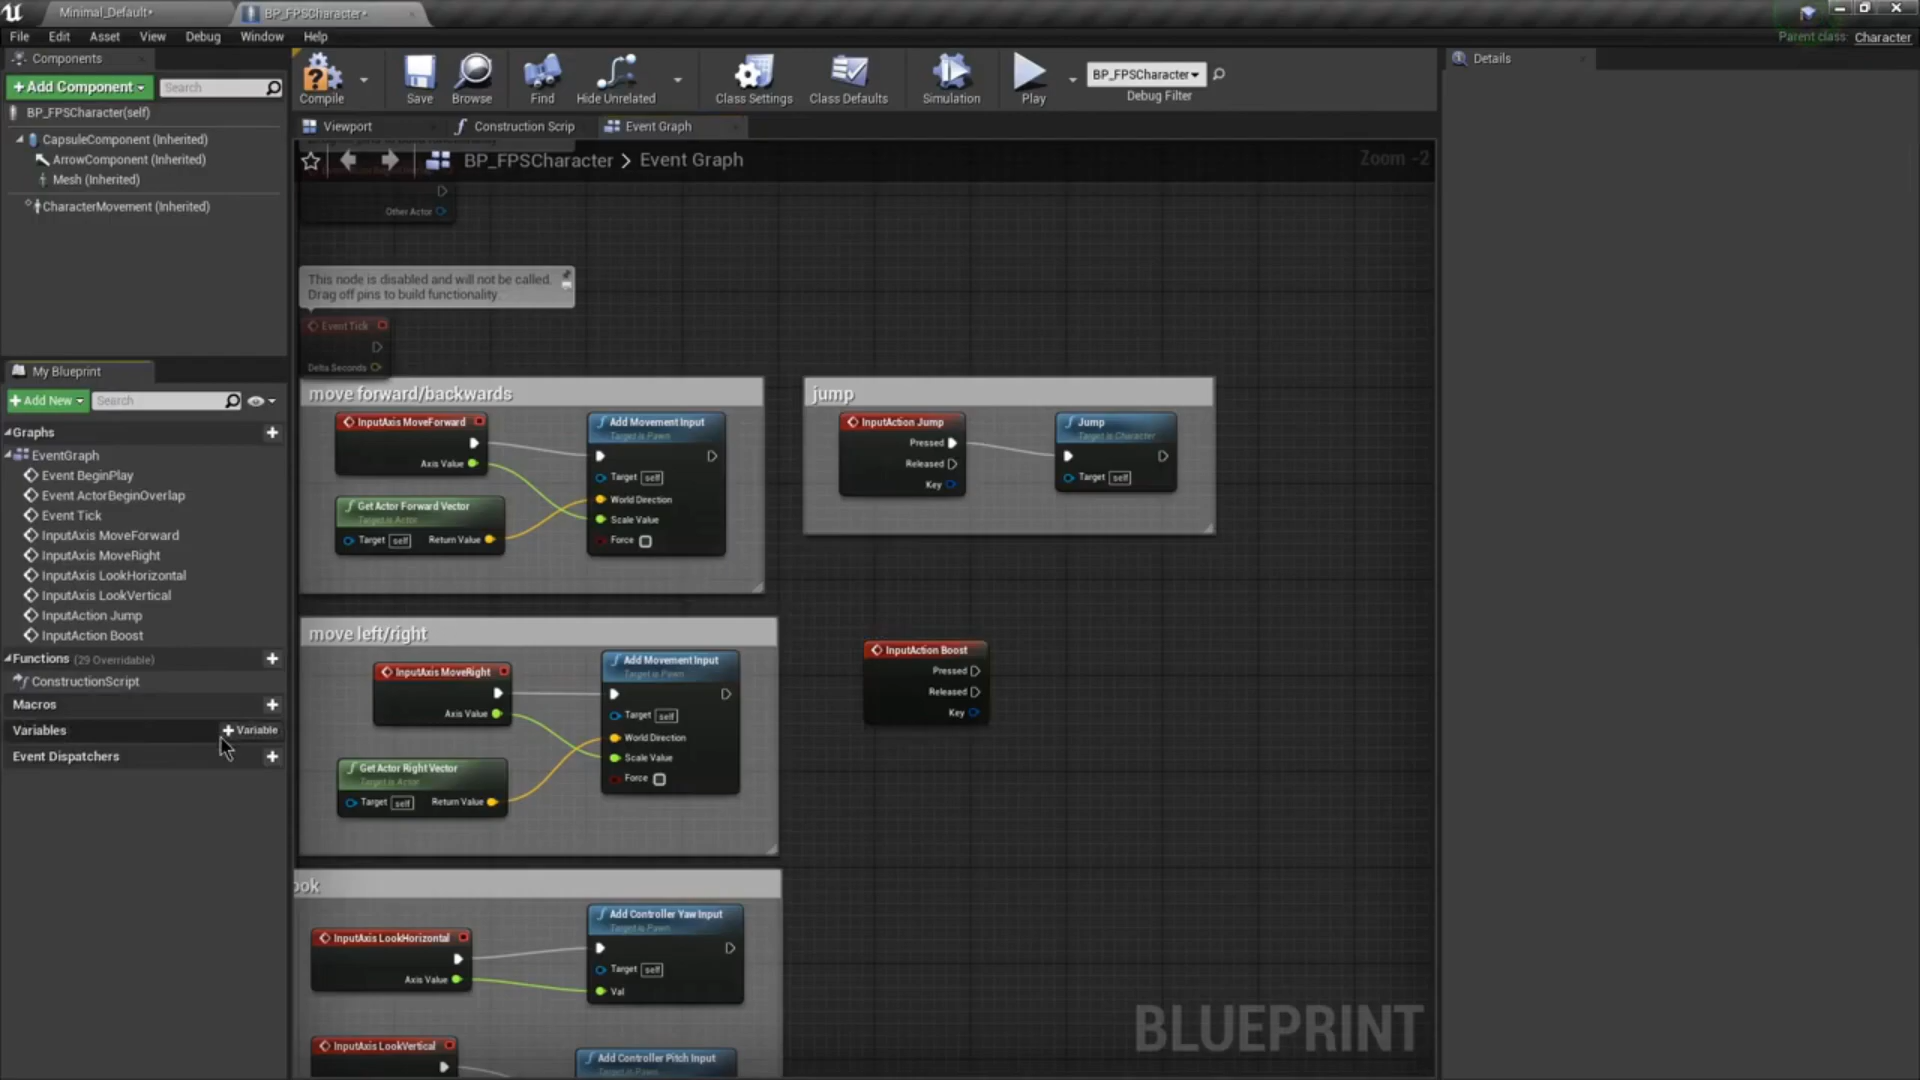 Minimal_Default*
BP_FPSCharacter*
Parent class: Character
File Edit Asset View Debug Window Help
Components
+ Add Component
Search
BP_FPSCharacter(self)
CapsuleComponent (Inherited)
ArrowComponent (Inherited)
Mesh (Inherited)
CharacterMovement (Inherited)
Compile
Save
Browse
Find
Hide Unrelated
Class Settings
Class Defaults
Simulation
Play
BP_FPSCharacter
Debug Filter
Details
Viewport
Construction Scrip
Event Graph
BP_FPSCharacter > Event Graph
Zoom -2
Other Actor
This node is disabled and will not be called.
Drag off pins to build functionality.
Event Tick
Delta Seconds
My Blueprint
+ Add New
Search
Graphs
EventGraph
Event BeginPlay
Event ActorBeginOverlap
Event Tick
InputAxis MoveForward
InputAxis MoveRight
InputAxis LookHorizontal
InputAxis LookVertical
InputAction Jump
InputAction Boost
Functions (29 Overridable)
ConstructionScript
Macros
Variables
+ Variable
Event Dispatchers
move forward/backwards
InputAxis MoveForward
Axis Value
Get Actor Forward Vector
Target is Actor
Target self
Return Value
Add Movement Input
Target is Pawn
Target self
World Direction
Scale Value
Force
jump
InputAction Jump
Pressed
Released
Key
Jump
Target is Character
Target self
move left/right
InputAxis MoveRight
Axis Value
Get Actor Right Vector
Target is Actor
Target self
Return Value
Add Movement Input
Target is Pawn
Target self
World Direction
Scale Value
Force
InputAction Boost
Pressed
Released
Key
ook
InputAxis LookHorizontal
Axis Value
Add Controller Yaw Input
Target is Pawn
Target self
Val
InputAxis LookVertical
Add Controller Pitch Input
Target is Pawn
BLUEPRINT